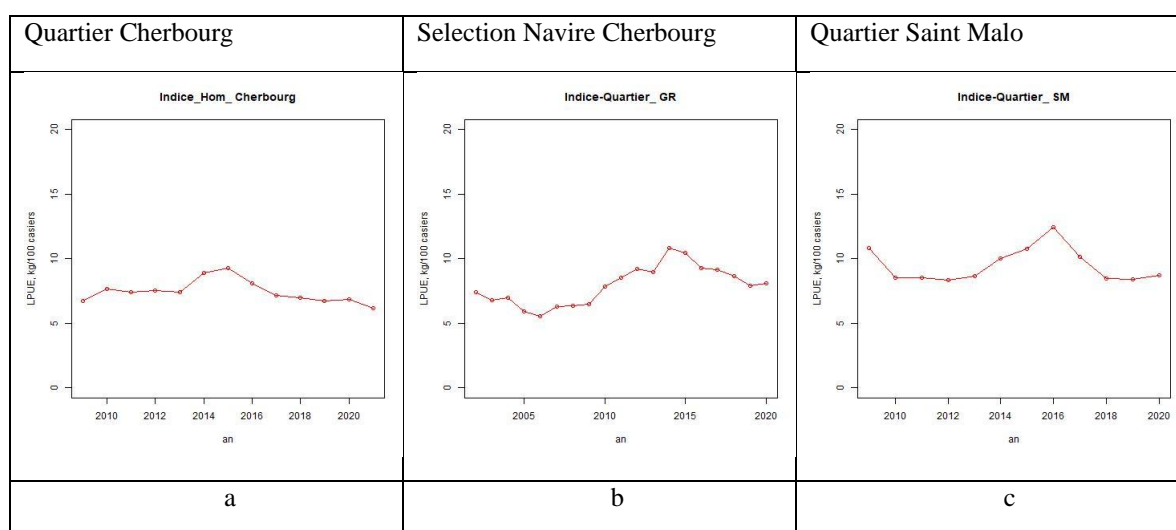 Quartier Cherbourg
Selection Navire Cherbourg
Quartier Saint Malo
Indice_Hom_ Cherbourg
LPUE, kg/100 casiers
20
15
10
5
0
2010 2012 2014 2016 2018 2020
an
Indice-Quartier_ GR
LPUE, kg/100 casiers
20
15
10
5
0
2005 2010 2015 2020
an
Indice-Quartier_ SM
LPUE, kg/100 casiers
20
15
10
5
0
2010 2012 2014 2016 2018 2020
an
a
b
c